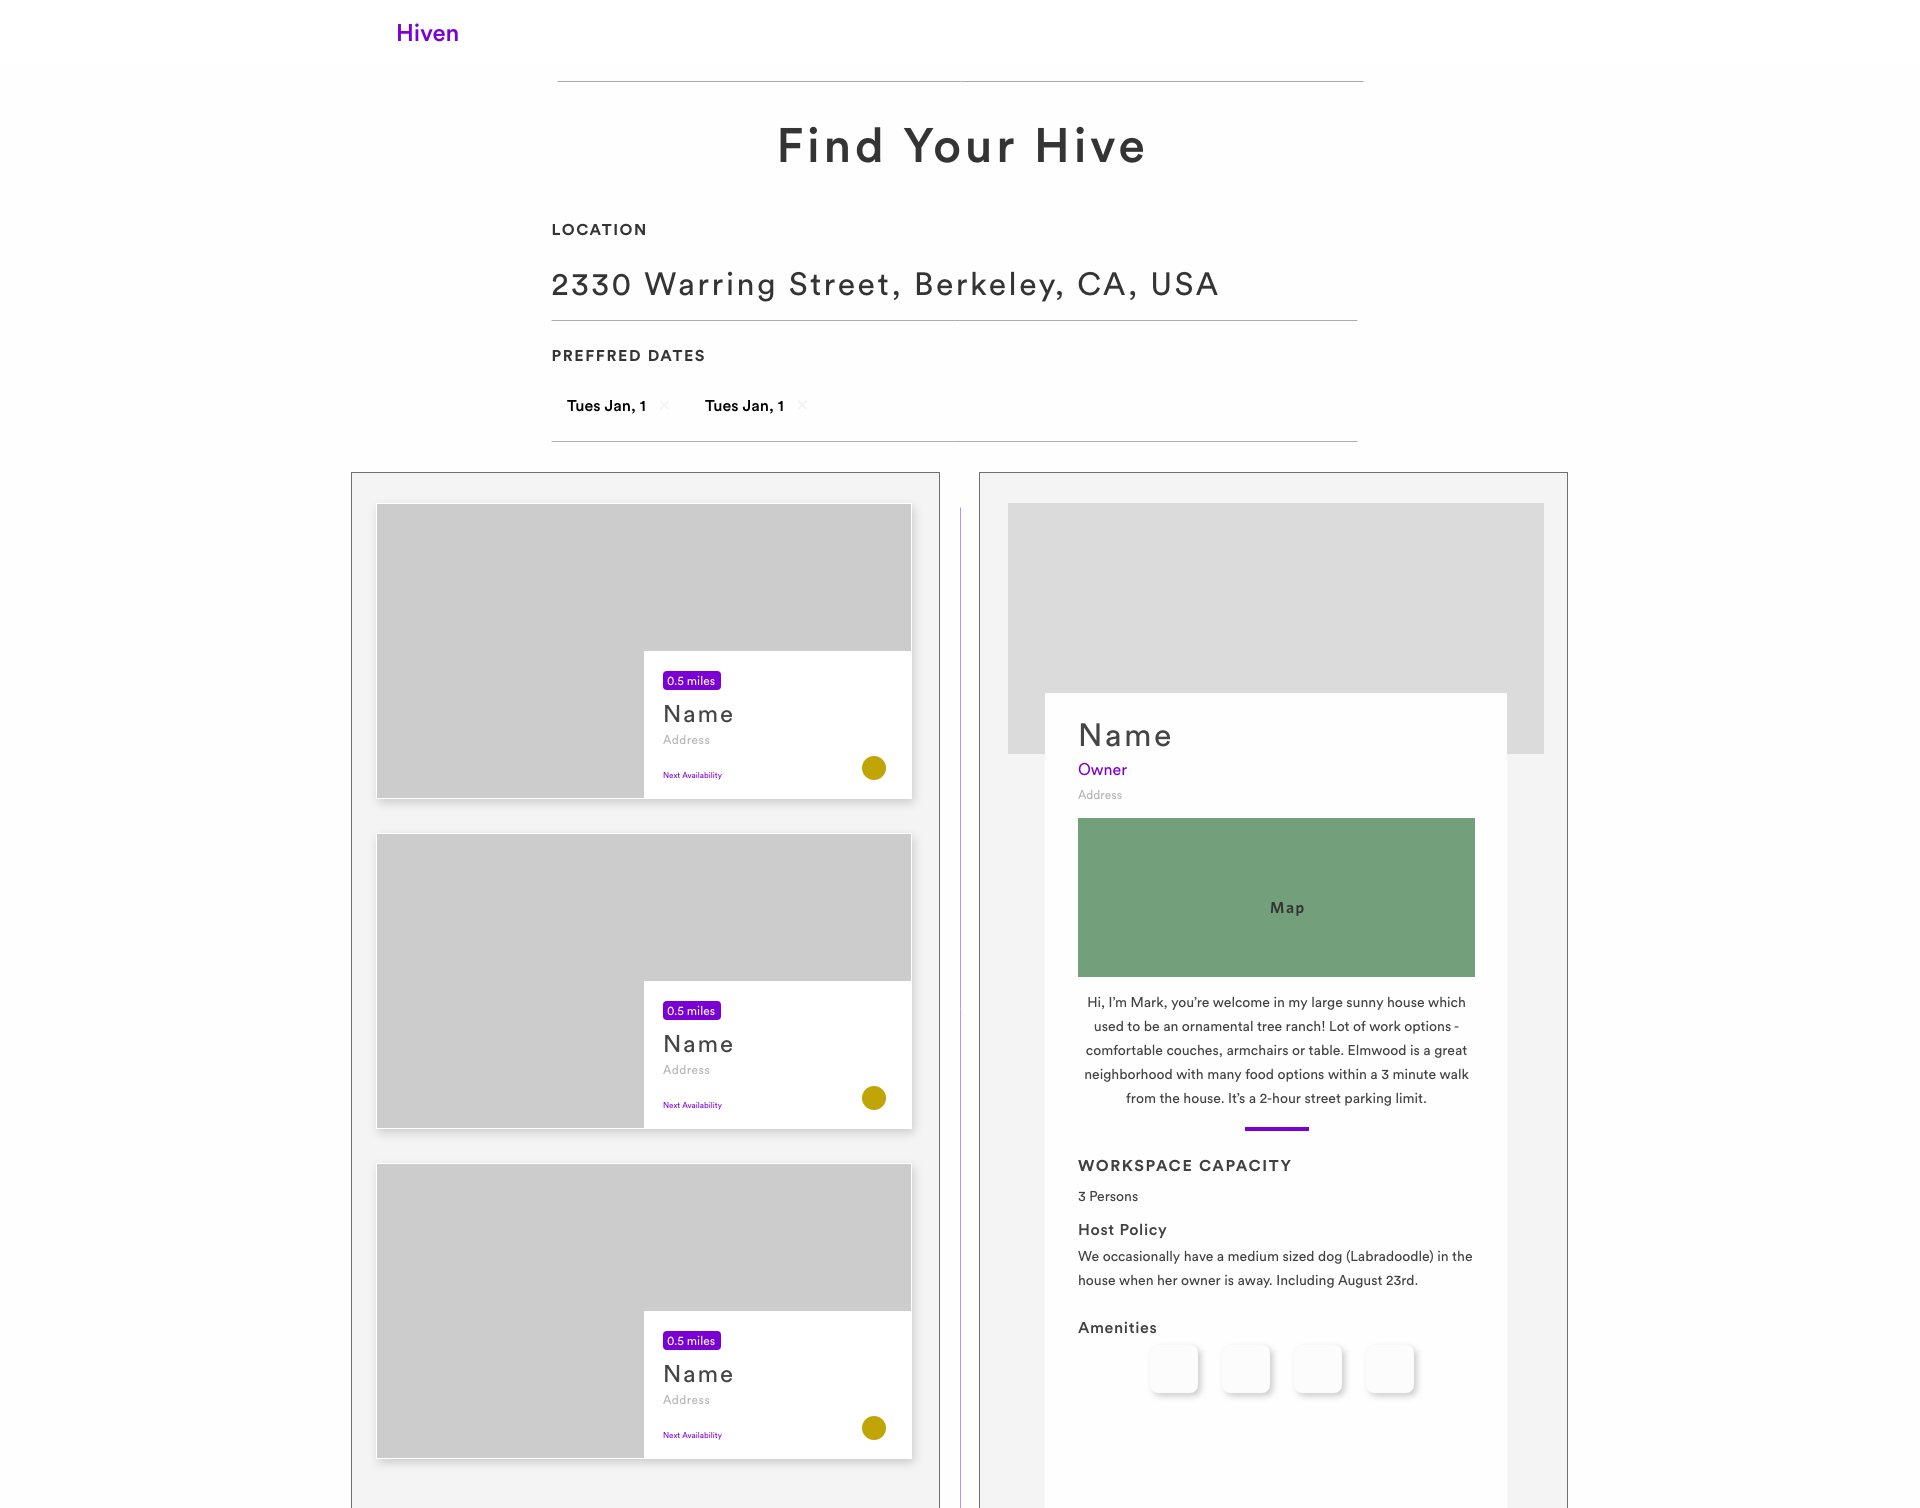 Hiven
Find Your Hive
LOCATION
2330 Warring Street, Berkeley, CA, USA
PREFFRED DATES
Tues Jan, 1 × Tues Jan, 1 ×
0.5 miles
Name
Address
Next Availability
0.5 miles
Name
Address
Next Availability
0.5 miles
Name
Address
Next Availability
Name
Owner
Address
Map
Hi, I’m Mark, you’re welcome in my large sunny house which
used to be an ornamental tree ranch! Lot of work options -
comfortable couches, armchairs or table. Elmwood is a great
neighborhood with many food options within a 3 minute walk
from the house. It’s a 2-hour street parking limit.
WORKSPACE CAPACITY
3 Persons
Host Policy
We occasionally have a medium sized dog (Labradoodle) in the
house when her owner is away. Including August 23rd.
Amenities